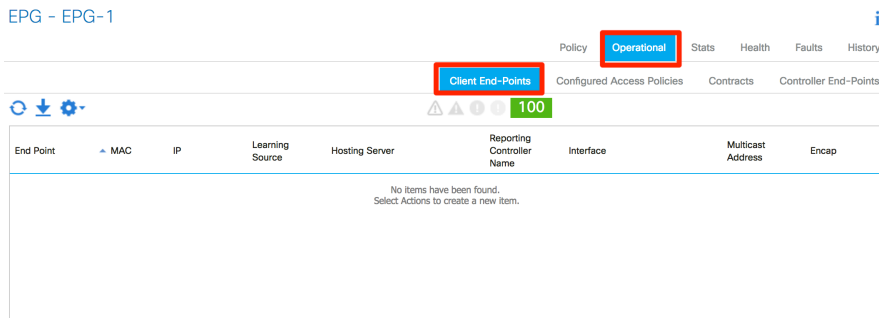 EPG - EPG-1
i
Policy Operational Stats Health Faults History
Client End-Points Configured Access Policies Contracts Controller End-Points
100
End Point MAC IP Learning Source Hosting Server Reporting Controller Name Interface Multicast Address Encap
No items have been found.
Select Actions to create a new item.